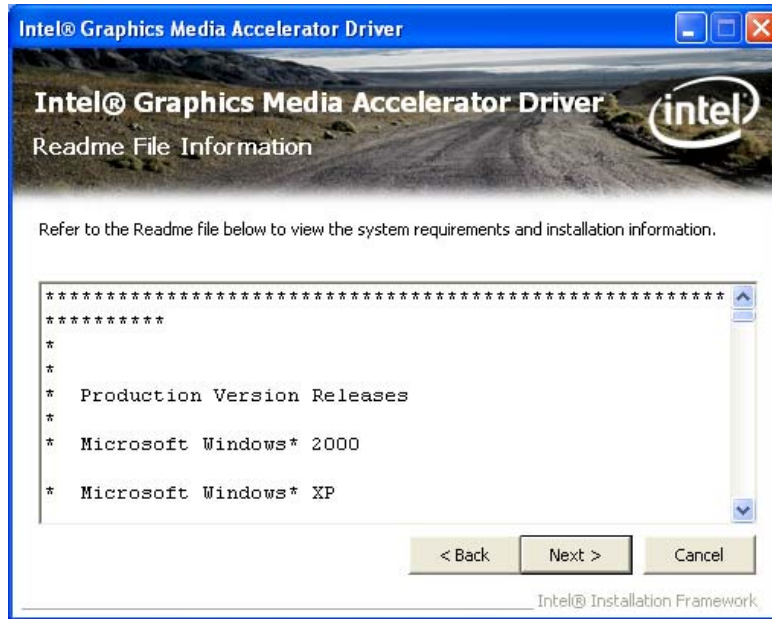 Intel® Graphics Media Accelerator Driver
Intel® Graphics Media Accelerator Driver
intel
Readme File Information
Refer to the Readme file below to view the system requirements and installation information.
********************************************************
**********
*
*
* Production Version Releases
*
* Microsoft Windows* 2000
* Microsoft Windows* XP
< Back
Next >
Cancel
Intel® Installation Framework